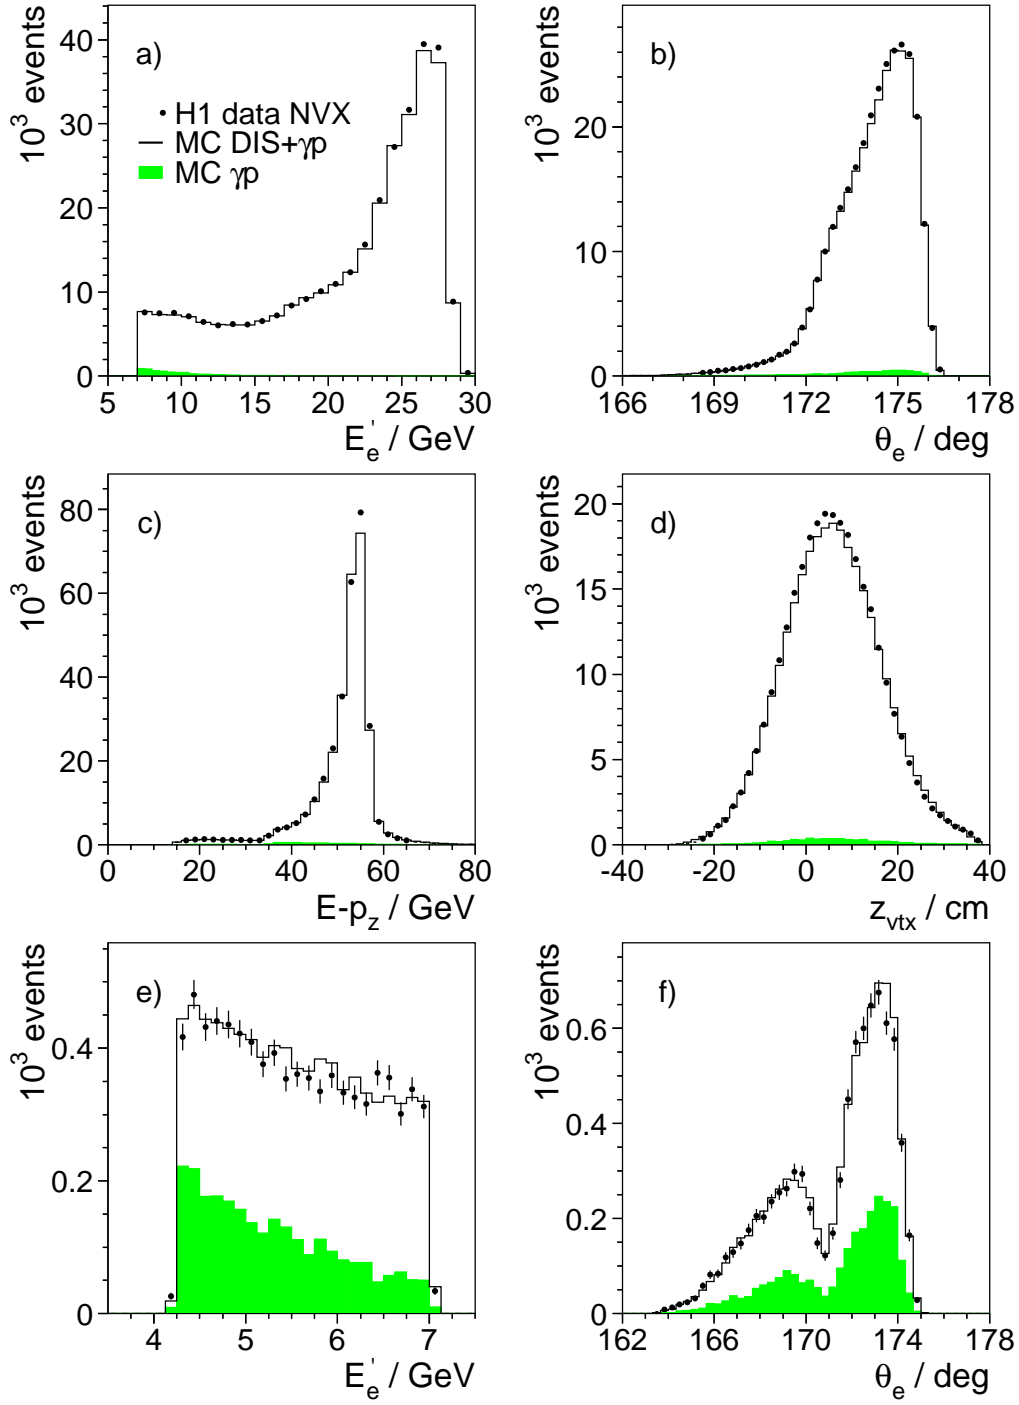 a)
10³ events
40
30
20
10
0
• H1 data NVX
— MC DIS+γp
MC γp
5 10 15 20 25 30
E'ₑ / GeV
b)
10³ events
20
10
0
166 169 172 175 178
θₑ / deg
c)
10³ events
80
60
40
20
0
0 20 40 60 80
E-p_z / GeV
d)
10³ events
20
15
10
5
0
-40 -20 0 20 40
z_vtx / cm
e)
10³ events
0.4
0.2
0
4 5 6 7
E'ₑ / GeV
f)
10³ events
0.6
0.4
0.2
0
162 166 170 174 178
θₑ / deg